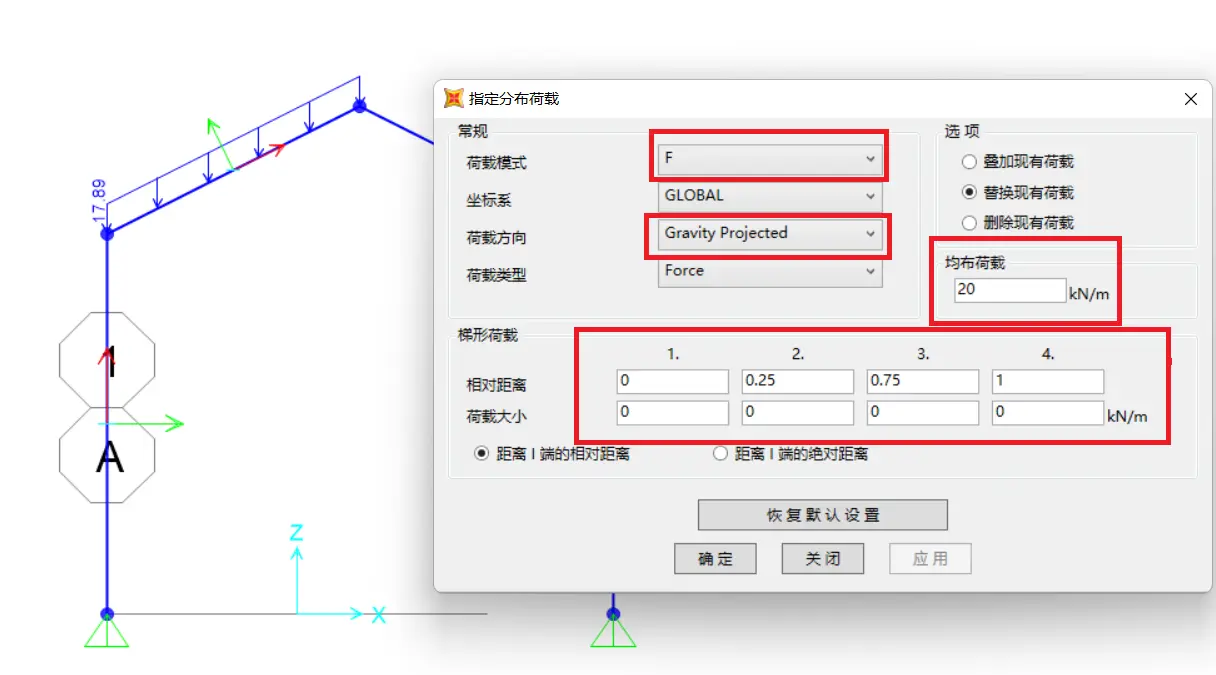 指定分布荷载
常规
荷载模式
F
坐标系
GLOBAL
荷载方向
Gravity Projected
荷载类型
Force
选 项
叠加现有荷载
替换现有荷载
删除现有荷载
均布荷载
20 kN/m
梯形荷载
1. 2. 3. 4.
相对距离 0 0.25 0.75 1
荷载大小 0 0 0 0 kN/m
距离 I 端的相对距离 距离 I 端的绝对距离
恢复默认设置
确定 关闭 应用
17.89
1
A
Z
X